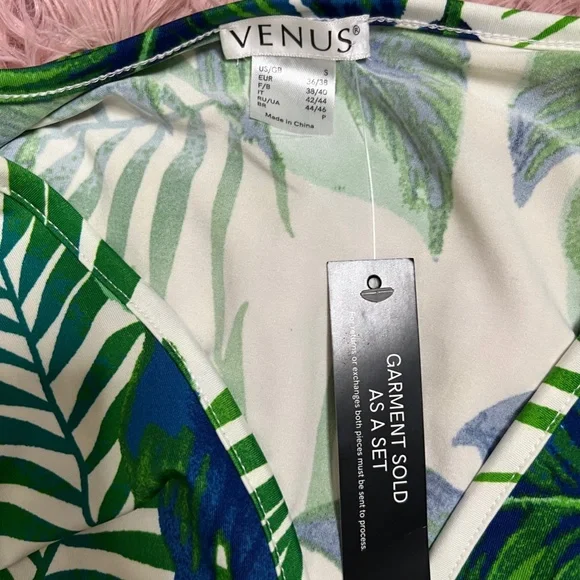 VENUS®
US/GB S
EUR 36/38
F/B 38/40
IT 42/44
RU/UA 44/46
BR P
Made in China
GARMENT SOLD
AS A SET
For returns or exchanges both pieces must be sent to process.